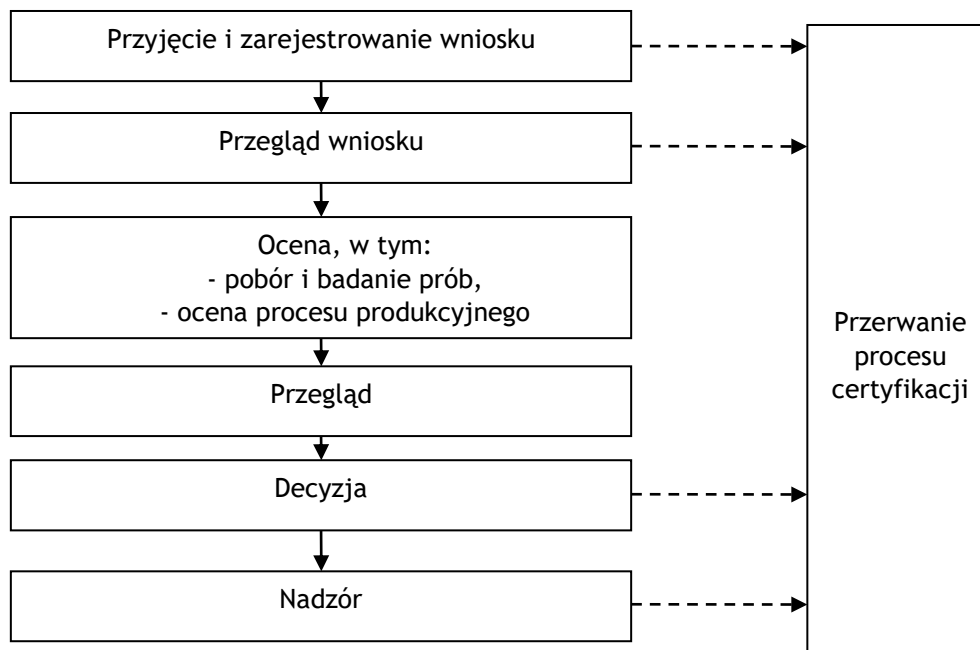 Przyjęcie i zarejestrowanie wniosku
Przegląd wniosku
Ocena, w tym:
- pobór i badanie prób,
- ocena procesu produkcyjnego
Przegląd
Decyzja
Nadzór
Przerwanie
procesu
certyfikacji